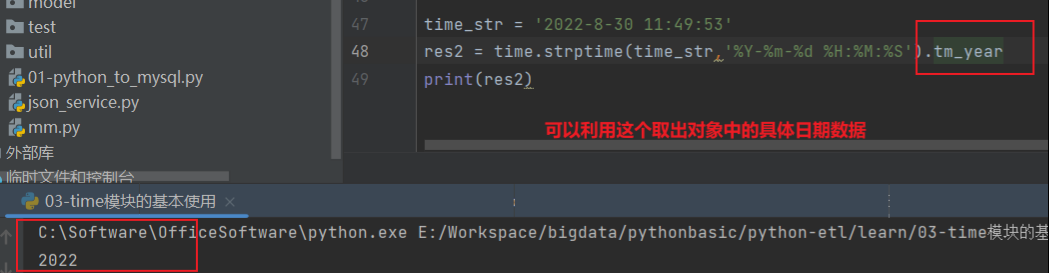 model
test
util
01-python_to_mysql.py
json_service.py
mm.py
外部库
临时文件和控制台
47 time_str = '2022-8-30 11:49:53'
48 res2 = time.strptime(time_str,'%Y-%m-%d %H:%M:%S').tm_year
49 print(res2)
可以利用这个取出对象中的具体日期数据
03-time模块的基本使用 ×
C:\Software\OfficeSoftware\python.exe E:/Workspace/bigdata/pythonbasic/python-etl/learn/03-time模块的基
2022